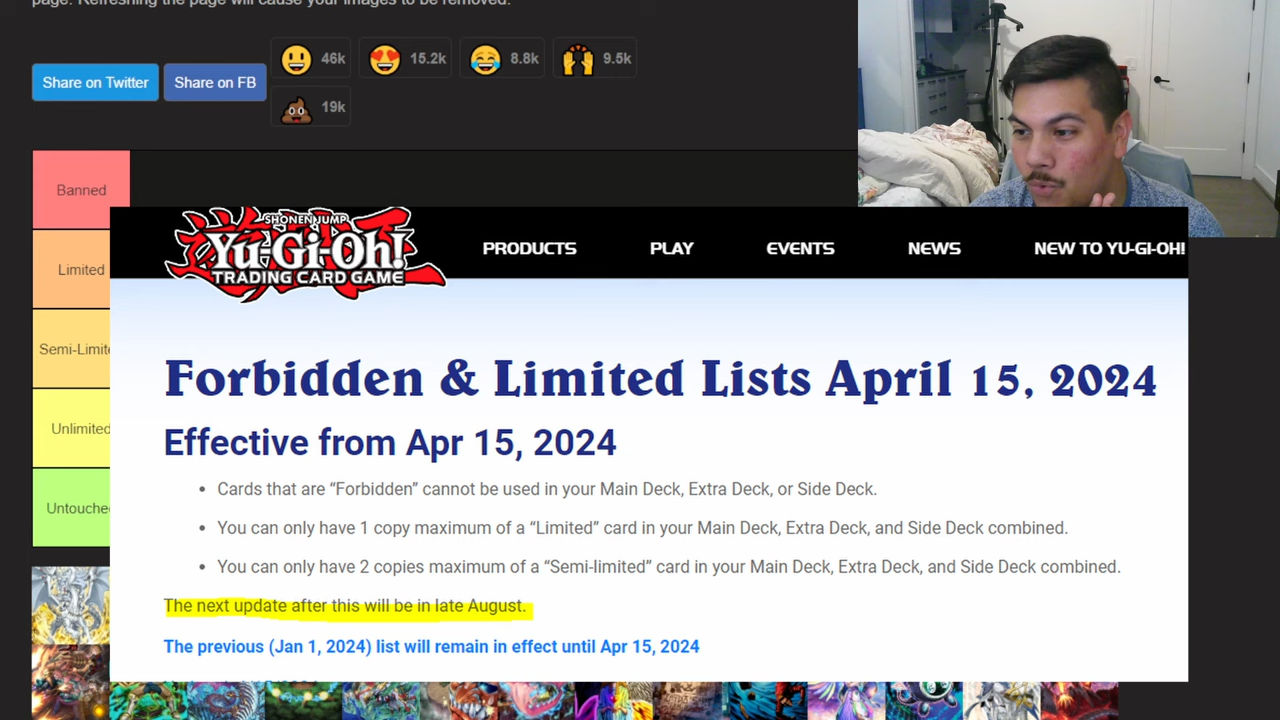 page. Refreshing the page will cause your images to be removed.
Share on Twitter
Share on FB
46k
15.2k
8.8k
9.5k
19k
Banned
Limited
Semi-Limite
Unlimited
Untouche
SHONEN JUMP
Yu-Gi-Oh!
TRADING CARD GAME
PRODUCTS
PLAY
EVENTS
NEWS
NEW TO YU-GI-OH!
Forbidden & Limited Lists April 15, 2024
Effective from Apr 15, 2024
• Cards that are “Forbidden” cannot be used in your Main Deck, Extra Deck, or Side Deck.
• You can only have 1 copy maximum of a “Limited” card in your Main Deck, Extra Deck, and Side Deck combined.
• You can only have 2 copies maximum of a “Semi-limited” card in your Main Deck, Extra Deck, and Side Deck combined.
The next update after this will be in late August.
The previous (Jan 1, 2024) list will remain in effect until Apr 15, 2024